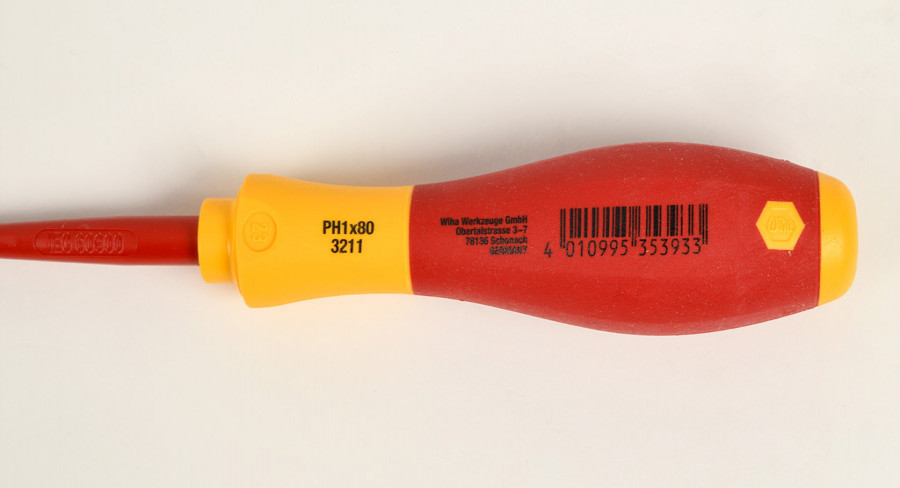 PH1x80
3211
Wiha Werkzeuge GmbH
Obertalstrasse 3-7
78136 Schonach
GERMANY
4 010995 353933